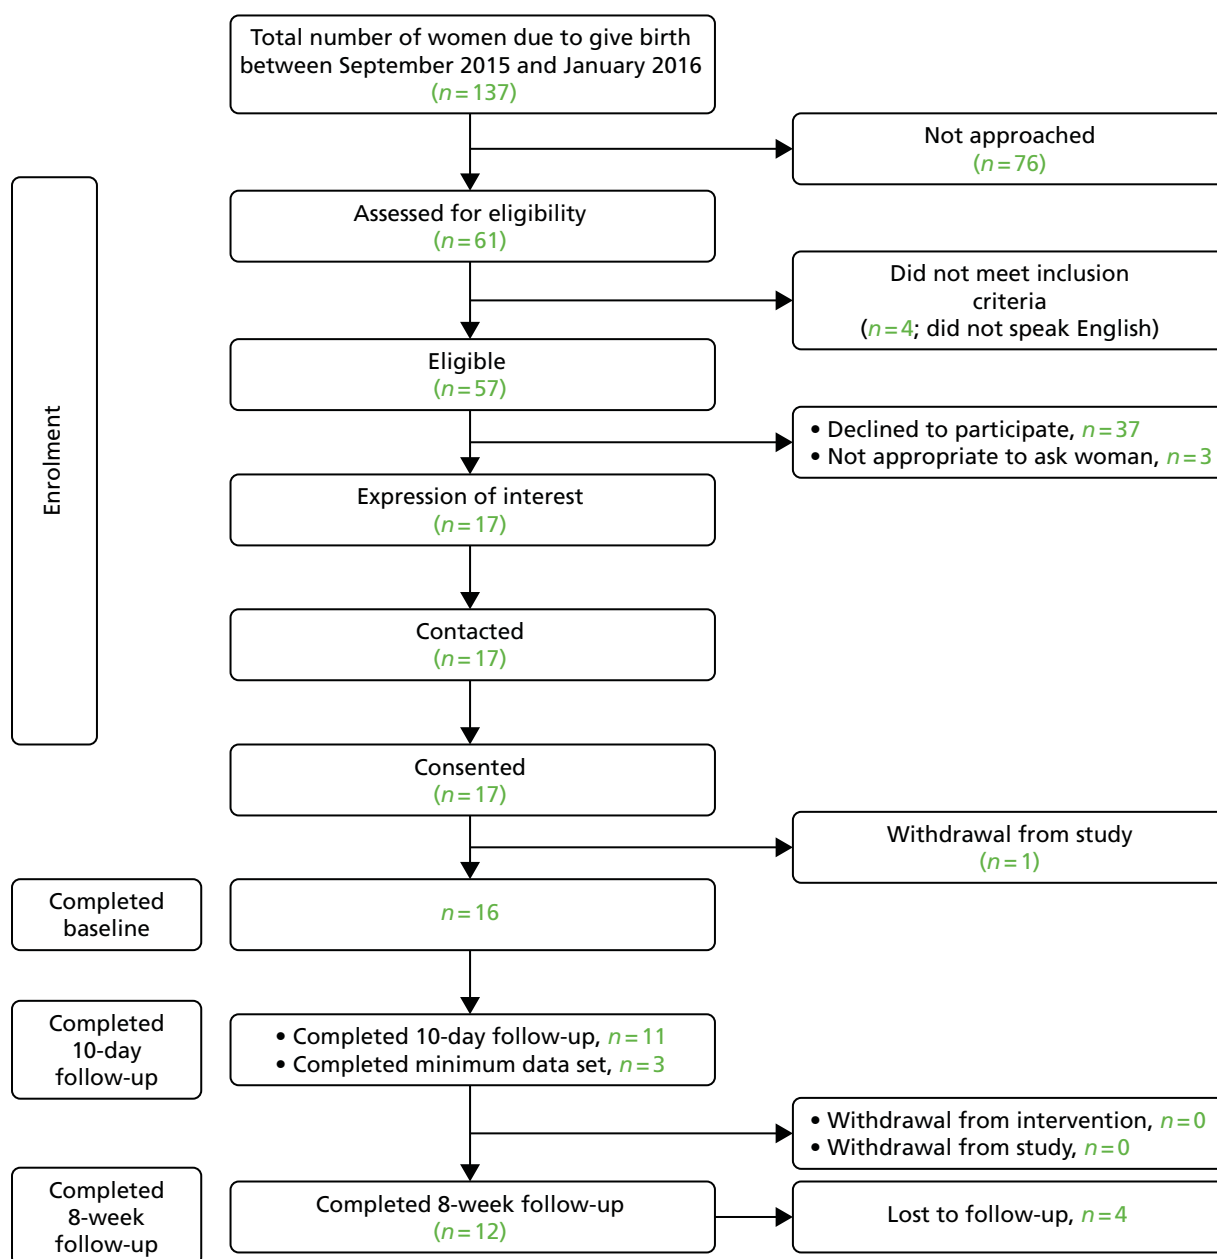 Total number of women due to give birth
between September 2015 and January 2016
(n=137)
Not approached
(n=76)
Assessed for eligibility
(n=61)
Did not meet inclusion
criteria
(n=4; did not speak English)
Eligible
(n=57)
• Declined to participate, n=37
• Not appropriate to ask woman, n=3
Enrolment
Expression of interest
(n=17)
Contacted
(n=17)
Consented
(n=17)
Withdrawal from study
(n=1)
Completed
baseline
n=16
Completed
10-day
follow-up
• Completed 10-day follow-up, n=11
• Completed minimum data set, n=3
• Withdrawal from intervention, n=0
• Withdrawal from study, n=0
Completed
8-week
follow-up
Completed 8-week follow-up
(n=12)
Lost to follow-up, n=4